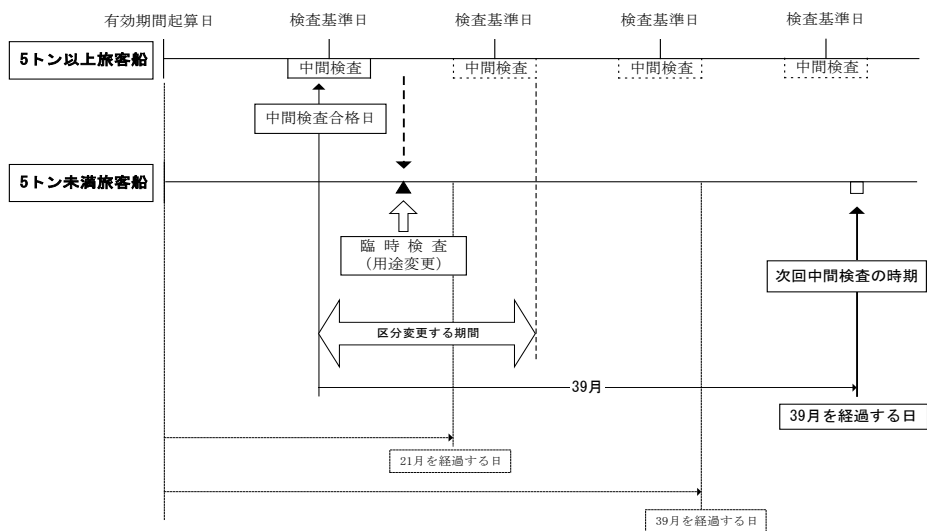 有効期間起算日
検査基準日
検査基準日
検査基準日
検査基準日
5トン以上旅客船
中間検査
中間検査
中間検査
中間検査
中間検査合格日
5トン未満旅客船
臨時検査
(用途変更)
次回中間検査の時期
区分変更する期間
39月
39月を経過する日
21月を経過する日
39月を経過する日